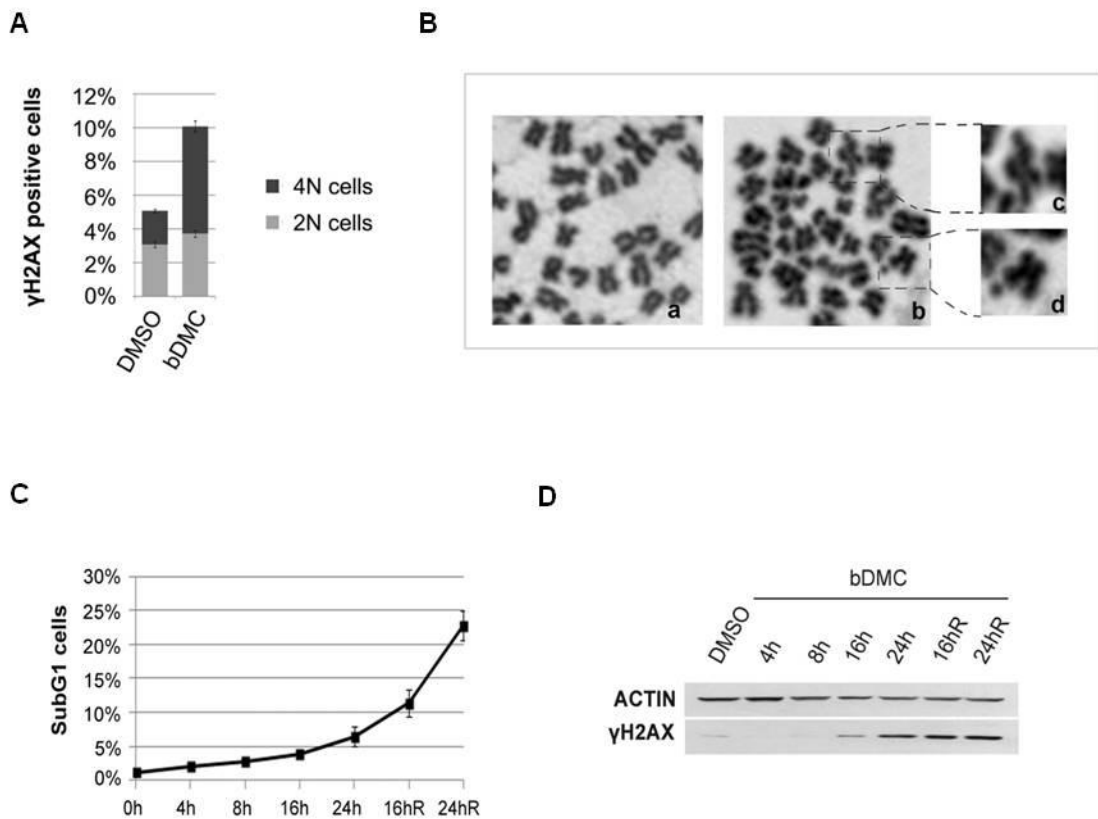 A
B
γH2AX positive cells
12%
10%
8%
6%
4%
2%
0%
DMSO
bDMC
4N cells
2N cells
a
b
c
d
C
D
SubG1 cells
30%
25%
20%
15%
10%
5%
0%
0h 4h 8h 16h 24h 16hR 24hR
bDMC
DMSO 4h 8h 16h 24h 16hR 24hR
ACTIN
γH2AX